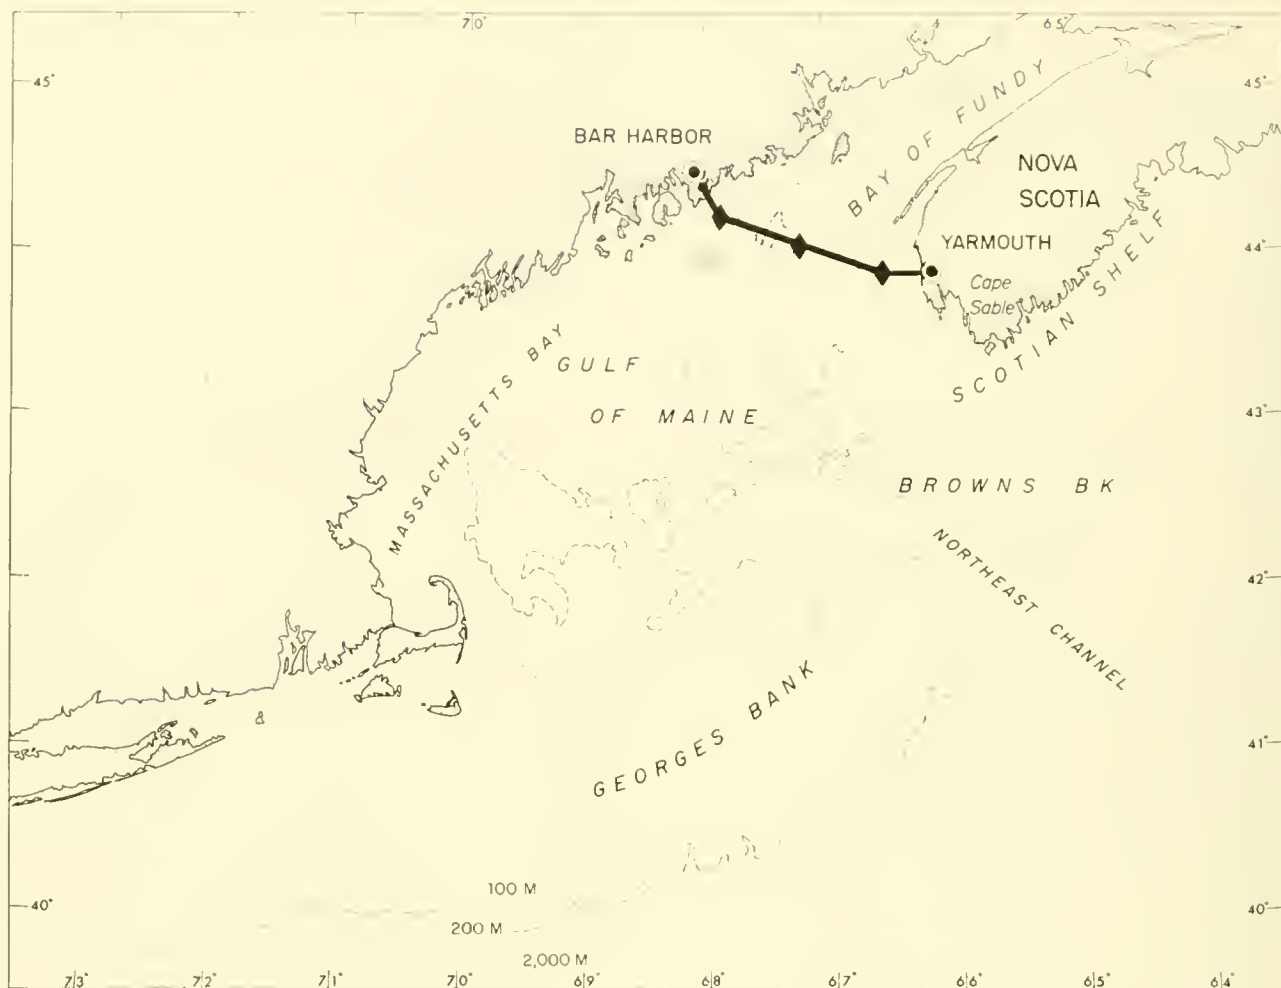 70° 65°
45° 45°
BAY OF FUNDY
BAR HARBOR
NOVA
SCOTIA
44°
YARMOUTH
Cape
Sable
SCOTIAN SHELF
MASSACHUSETTS BAY
GULF
OF MAINE
43°
BROWNS BK
NORTHEAST CHANNEL
42°
GEORGES BANK
41°
100 M
40° 40°
200 M
2,000 M
73° 72° 71° 70° 69° 68° 67° 66° 65° 64°